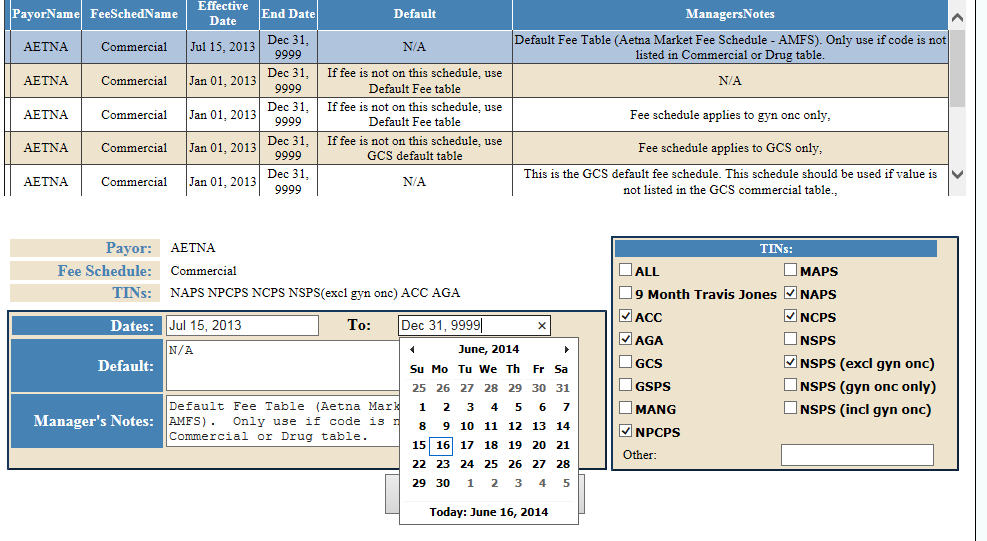 PayorName FeeSchedName Effective Date End Date Default ManagersNotes
AETNA Commercial Jul 15, 2013 Dec 31, 9999 N/A Default Fee Table (Aetna Market Fee Schedule - AMFS). Only use if code is not listed in Commercial or Drug table.
AETNA Commercial Jan 01, 2013 Dec 31, 9999 If fee is not on this schedule, use Default Fee table N/A
AETNA Commercial Jan 01, 2013 Dec 31, 9999 If fee is not on this schedule, use Default Fee table Fee schedule applies to gyn onc only,
AETNA Commercial Jan 01, 2013 Dec 31, 9999 If fee is not on this schedule, use GCS default table Fee schedule applies to GCS only,
AETNA Commercial Jan 01, 2013 Dec 31, 9999 N/A This is the GCS default fee schedule. This schedule should be used if value is not listed in the GCS commercial table.,
Payor: AETNA
Fee Schedule: Commercial
TINs: NAPS NPCPS NCPS NSPS(excl gyn onc) ACC AGA
Dates: Jul 15, 2013 To: Dec 31, 9999 ×
Default: N/A
Manager's Notes: Default Fee Table (Aetna Mark
AMFS). Only use if code is n
Commercial or Drug table.
June, 2014
Su Mo Tu We Th Fr Sa
25 26 27 28 29 30 31
1 2 3 4 5 6 7
8 9 10 11 12 13 14
15 16 17 18 19 20 21
22 23 24 25 26 27 28
29 30 1 2 3 4 5
Today: June 16, 2014
TINs:
ALL MAPS
9 Month Travis Jones NAPS
ACC NCPS
AGA NSPS
GCS NSPS (excl gyn onc)
GSPS NSPS (gyn onc only)
MANG NSPS (incl gyn onc)
NPCPS
Other: